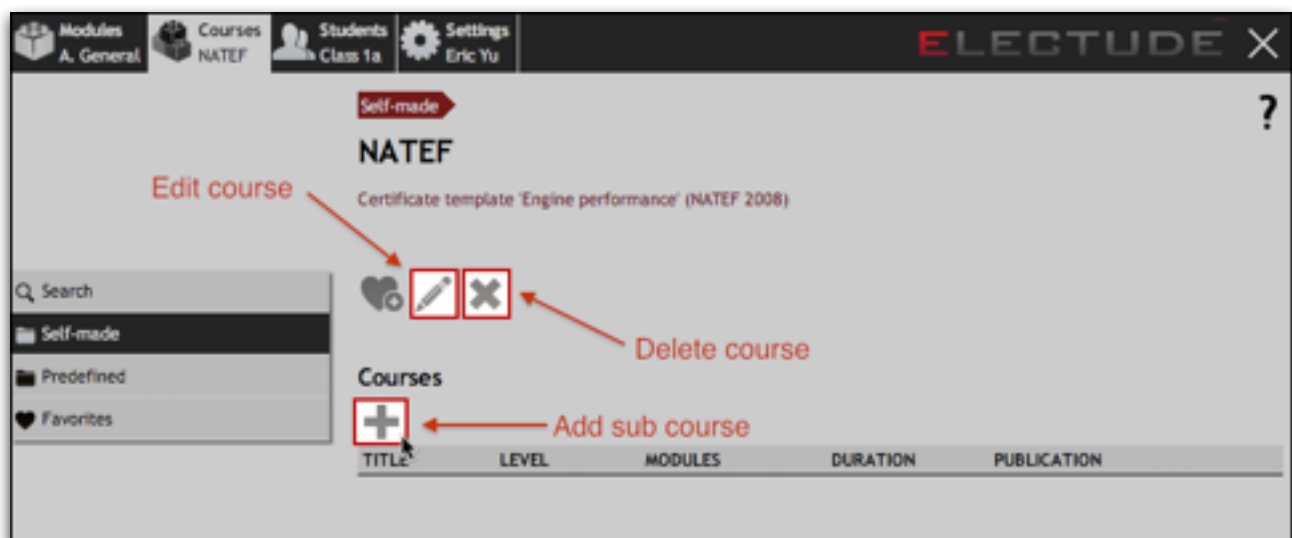 Modules
A. General
Courses
NATEF
Students
Class 1a
Settings
Eric Yu
ELECTUDE
Self-made
?
NATEF
Edit course
Certificate template 'Engine performance' (NATEF 2008)
Search
Self-made
Delete course
Predefined
Courses
Favorites
Add sub course
TITLE LEVEL MODULES DURATION PUBLICATION